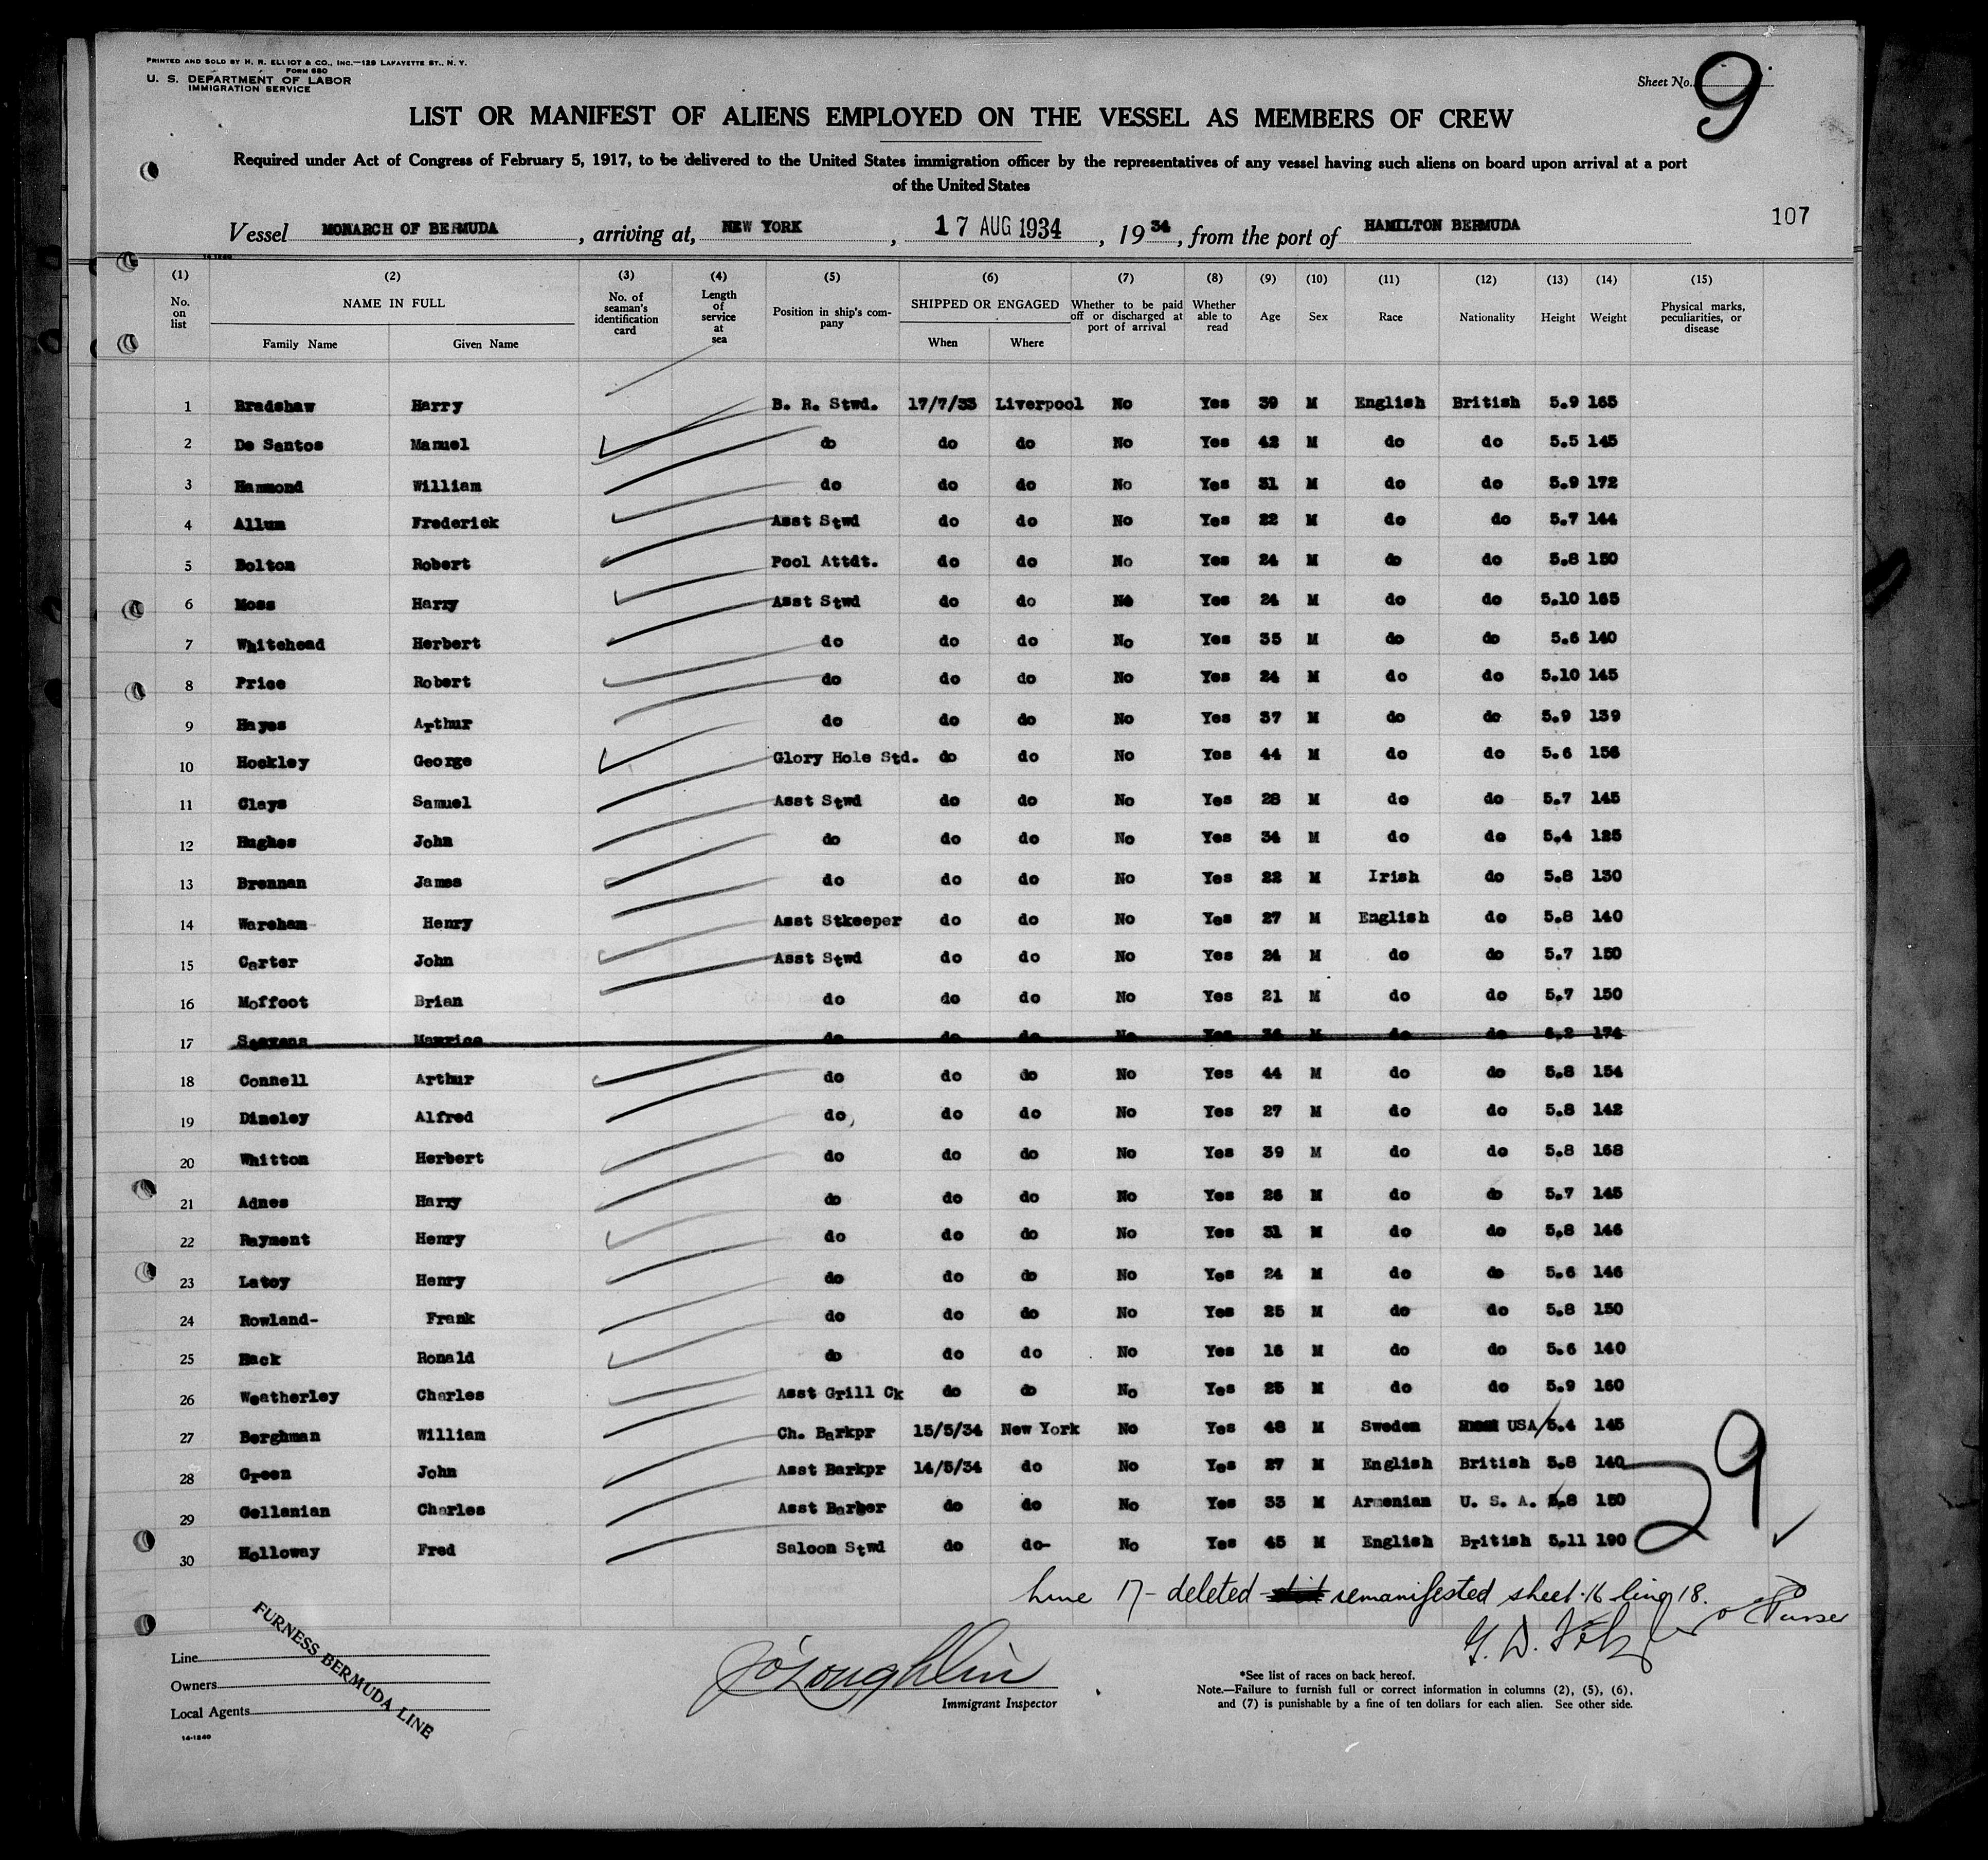 PRINTED AND SOLD BY H. R. ELLIOT & CO., INC.—129 LAFAYETTE ST., N. Y.
FORM 680
U. S. DEPARTMENT OF LABOR
IMMIGRATION SERVICE
Sheet No. 9
LIST OR MANIFEST OF ALIENS EMPLOYED ON THE VESSEL AS MEMBERS OF CREW
Required under Act of Congress of February 5, 1917, to be delivered to the United States immigration officer by the representatives of any vessel having such aliens on board upon arrival at a port
of the United States
107
Vessel MONARCH OF BERMUDA, arriving at, NEW YORK, 17 AUG 1934, 1934, from the port of HAMILTON BERMUDA
14-1240
(1) (2) (3) (4) (5) (6) (7) (8) (9) (10) (11) (12) (13) (14) (15)
No. on list NAME IN FULL Family Name Given Name No. of seaman's identification card Length of service at sea Position in ship's company SHIPPED OR ENGAGED When Where Whether to be paid off or discharged at port of arrival Whether able to read Age Sex Race Nationality Height Weight Physical marks, peculiarities, or disease
1 Bradshaw Harry B. R. Stwd. 17/7/33 Liverpool No Yes 39 M English British 5.9 165
2 De Santos Manuel do do do No Yes 42 M do do 5.5 145
3 Hammond William do do do No Yes 31 M do do 5.9 172
4 Allum Frederick Asst Stwd do do No Yes 22 M do do 5.7 144
5 Bolton Robert Pool Attdt. do do No Yes 24 M do do 5.8 150
6 Moss Harry Asst Stwd do do No Yes 24 M do do 5.10 165
7 Whitehead Herbert do do do No Yes 35 M do do 5.6 140
8 Price Robert do do do No Yes 24 M do do 5.10 145
9 Hayes Arthur do do do No Yes 37 M do do 5.9 139
10 Hockley George Glory Hole Std. do do No Yes 44 M do do 5.6 156
11 Clays Samuel Asst Stwd do do No Yes 28 M do do 5.7 145
12 Hughes John do do do No Yes 34 M do do 5.4 125
13 Brennan James do do do No Yes 22 M Irish do 5.8 130
14 Wareham Henry Asst Stkeeper do do No Yes 27 M English do 5.8 140
15 Carter John Asst Stwd do do No Yes 24 M do do 5.7 150
16 Moffoot Brian do do do No Yes 21 M do do 5.7 150
17 Stevens Maurice do do do No Yes 36 M do do 6.2 174
18 Connell Arthur do do do No Yes 44 M do do 5.8 154
19 Dineley Alfred do do do No Yes 27 M do do 5.8 142
20 Whitton Herbert do do do No Yes 39 M do do 5.8 168
21 Adnes Harry do do do No Yes 26 M do do 5.7 145
22 Rayment Henry do do do No Yes 31 M do do 5.8 146
23 Latoy Henry do do do No Yes 24 M do do 5.6 146
24 Rowland- Frank do do do No Yes 25 M do do 5.8 150
25 Hack Ronald do do do No Yes 16 M do do 5.6 140
26 Weatherley Charles Asst Grill Ck do do No Yes 25 M do do 5.9 160
27 Berghman William Ch. Barkpr 15/5/34 New York No Yes 48 M Sweden USA 5.4 145
28 Green John Asst Barkpr 14/5/34 do No Yes 27 M English British 5.8 140
29 Gellanian Charles Asst Barber do do No Yes 33 M Armenian U. S. A. 5.8 150
30 Holloway Fred Saloon Stwd do do- No Yes 45 M English British 5.11 190
29
Line 17 - deleted remanifested sheet 16 line 18.
Purser
FURNESS BERMUDA LINE
Line
Owners
Local Agents
14-1240
J O'Loughlin
Immigrant Inspector
*See list of races on back hereof.
Note.—Failure to furnish full or correct information in columns (2), (5), (6),
and (7) is punishable by a fine of ten dollars for each alien. See other side.